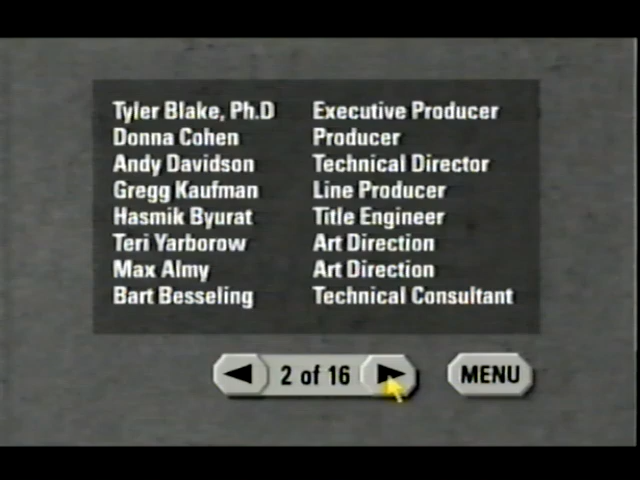 Tyler Blake, Ph.D Executive Producer
Donna Cohen Producer
Andy Davidson Technical Director
Gregg Kaufman Line Producer
Hasmik Byurat Title Engineer
Teri Yarborow Art Direction
Max Almy Art Direction
Bart Besseling Technical Consultant
2 of 16 MENU